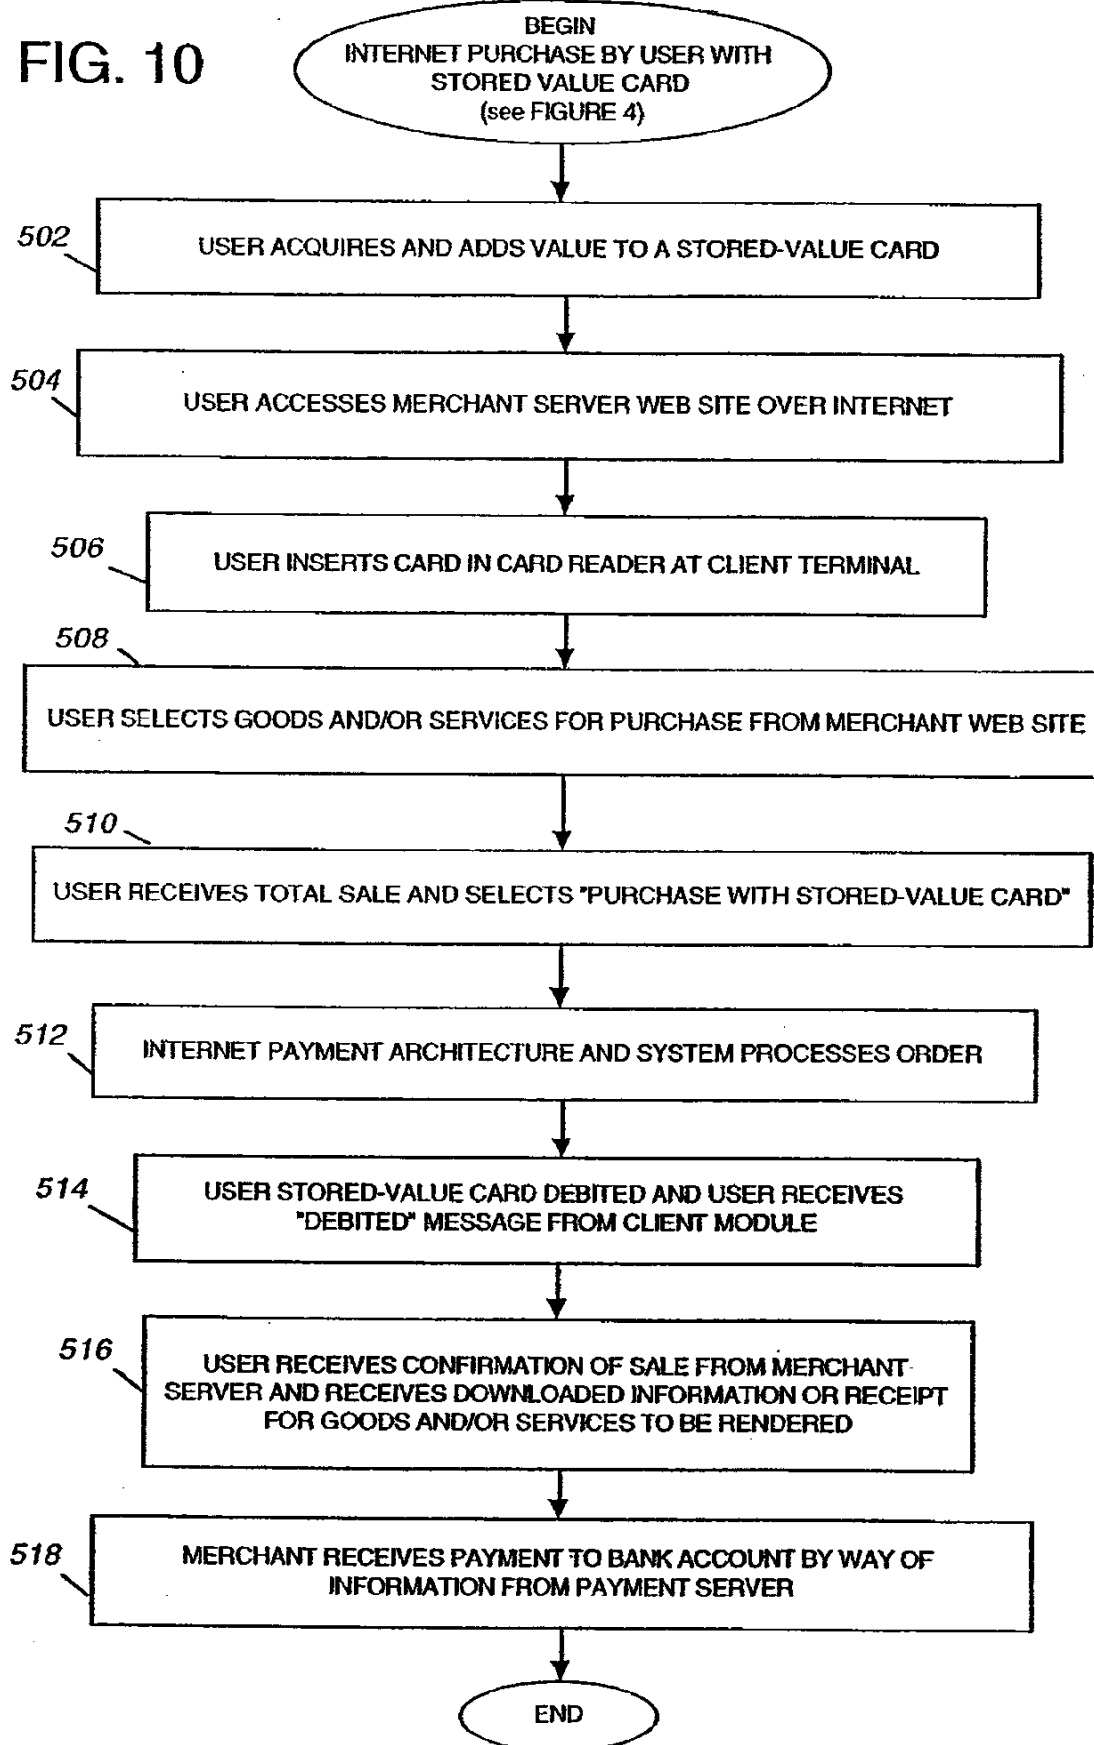 FIG. 10
BEGIN
INTERNET PURCHASE BY USER WITH
STORED VALUE CARD
(see FIGURE 4)
502
USER ACQUIRES AND ADDS VALUE TO A STORED-VALUE CARD
504
USER ACCESSES MERCHANT SERVER WEB SITE OVER INTERNET
506
USER INSERTS CARD IN CARD READER AT CLIENT TERMINAL
508
USER SELECTS GOODS AND/OR SERVICES FOR PURCHASE FROM MERCHANT WEB SITE
510
USER RECEIVES TOTAL SALE AND SELECTS "PURCHASE WITH STORED-VALUE CARD"
512
INTERNET PAYMENT ARCHITECTURE AND SYSTEM PROCESSES ORDER
514
USER STORED-VALUE CARD DEBITED AND USER RECEIVES
"DEBITED" MESSAGE FROM CLIENT MODULE
516
USER RECEIVES CONFIRMATION OF SALE FROM MERCHANT
SERVER AND RECEIVES DOWNLOADED INFORMATION OR RECEIPT
FOR GOODS AND/OR SERVICES TO BE RENDERED
518
MERCHANT RECEIVES PAYMENT TO BANK ACCOUNT BY WAY OF
INFORMATION FROM PAYMENT SERVER
END